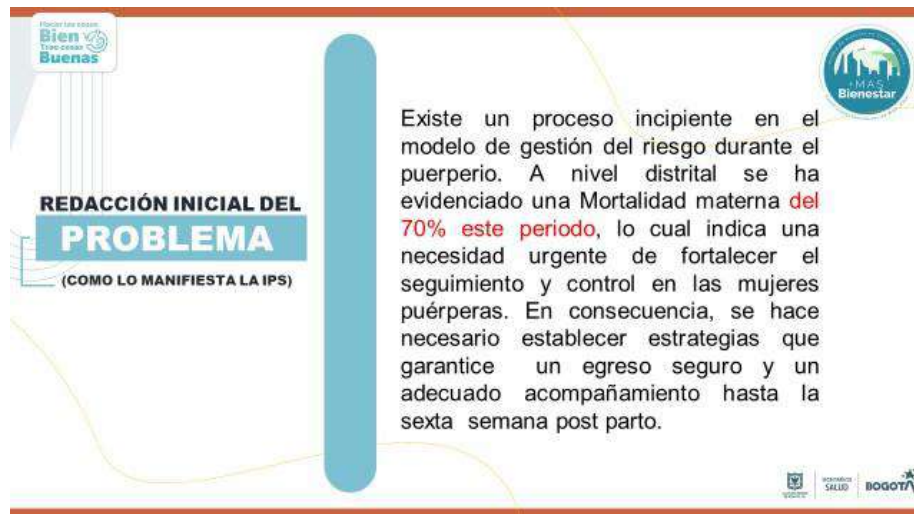 Hacer las cosas
Bien
Trae cosas
Buenas
+MAS
Bienestar
REDACCIÓN INICIAL DEL
PROBLEMA
(COMO LO MANIFIESTA LA IPS)
Existe un proceso incipiente en el
modelo de gestión del riesgo durante el
puerperio. A nivel distrital se ha
evidenciado una Mortalidad materna del
70% este periodo, lo cual indica una
necesidad urgente de fortalecer el
seguimiento y control en las mujeres
puérperas. En consecuencia, se hace
necesario establecer estrategias que
garantice un egreso seguro y un
adecuado acompañamiento hasta la
sexta semana post parto.
SALUD
BOGOTÁ